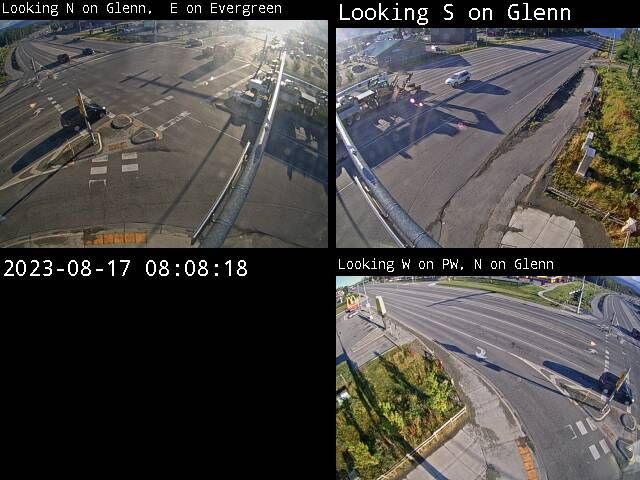 Looking N on Glenn,  E on Evergreen
Looking S on Glenn
2023-08-17 08:08:18
Looking W on PW, N on Glenn